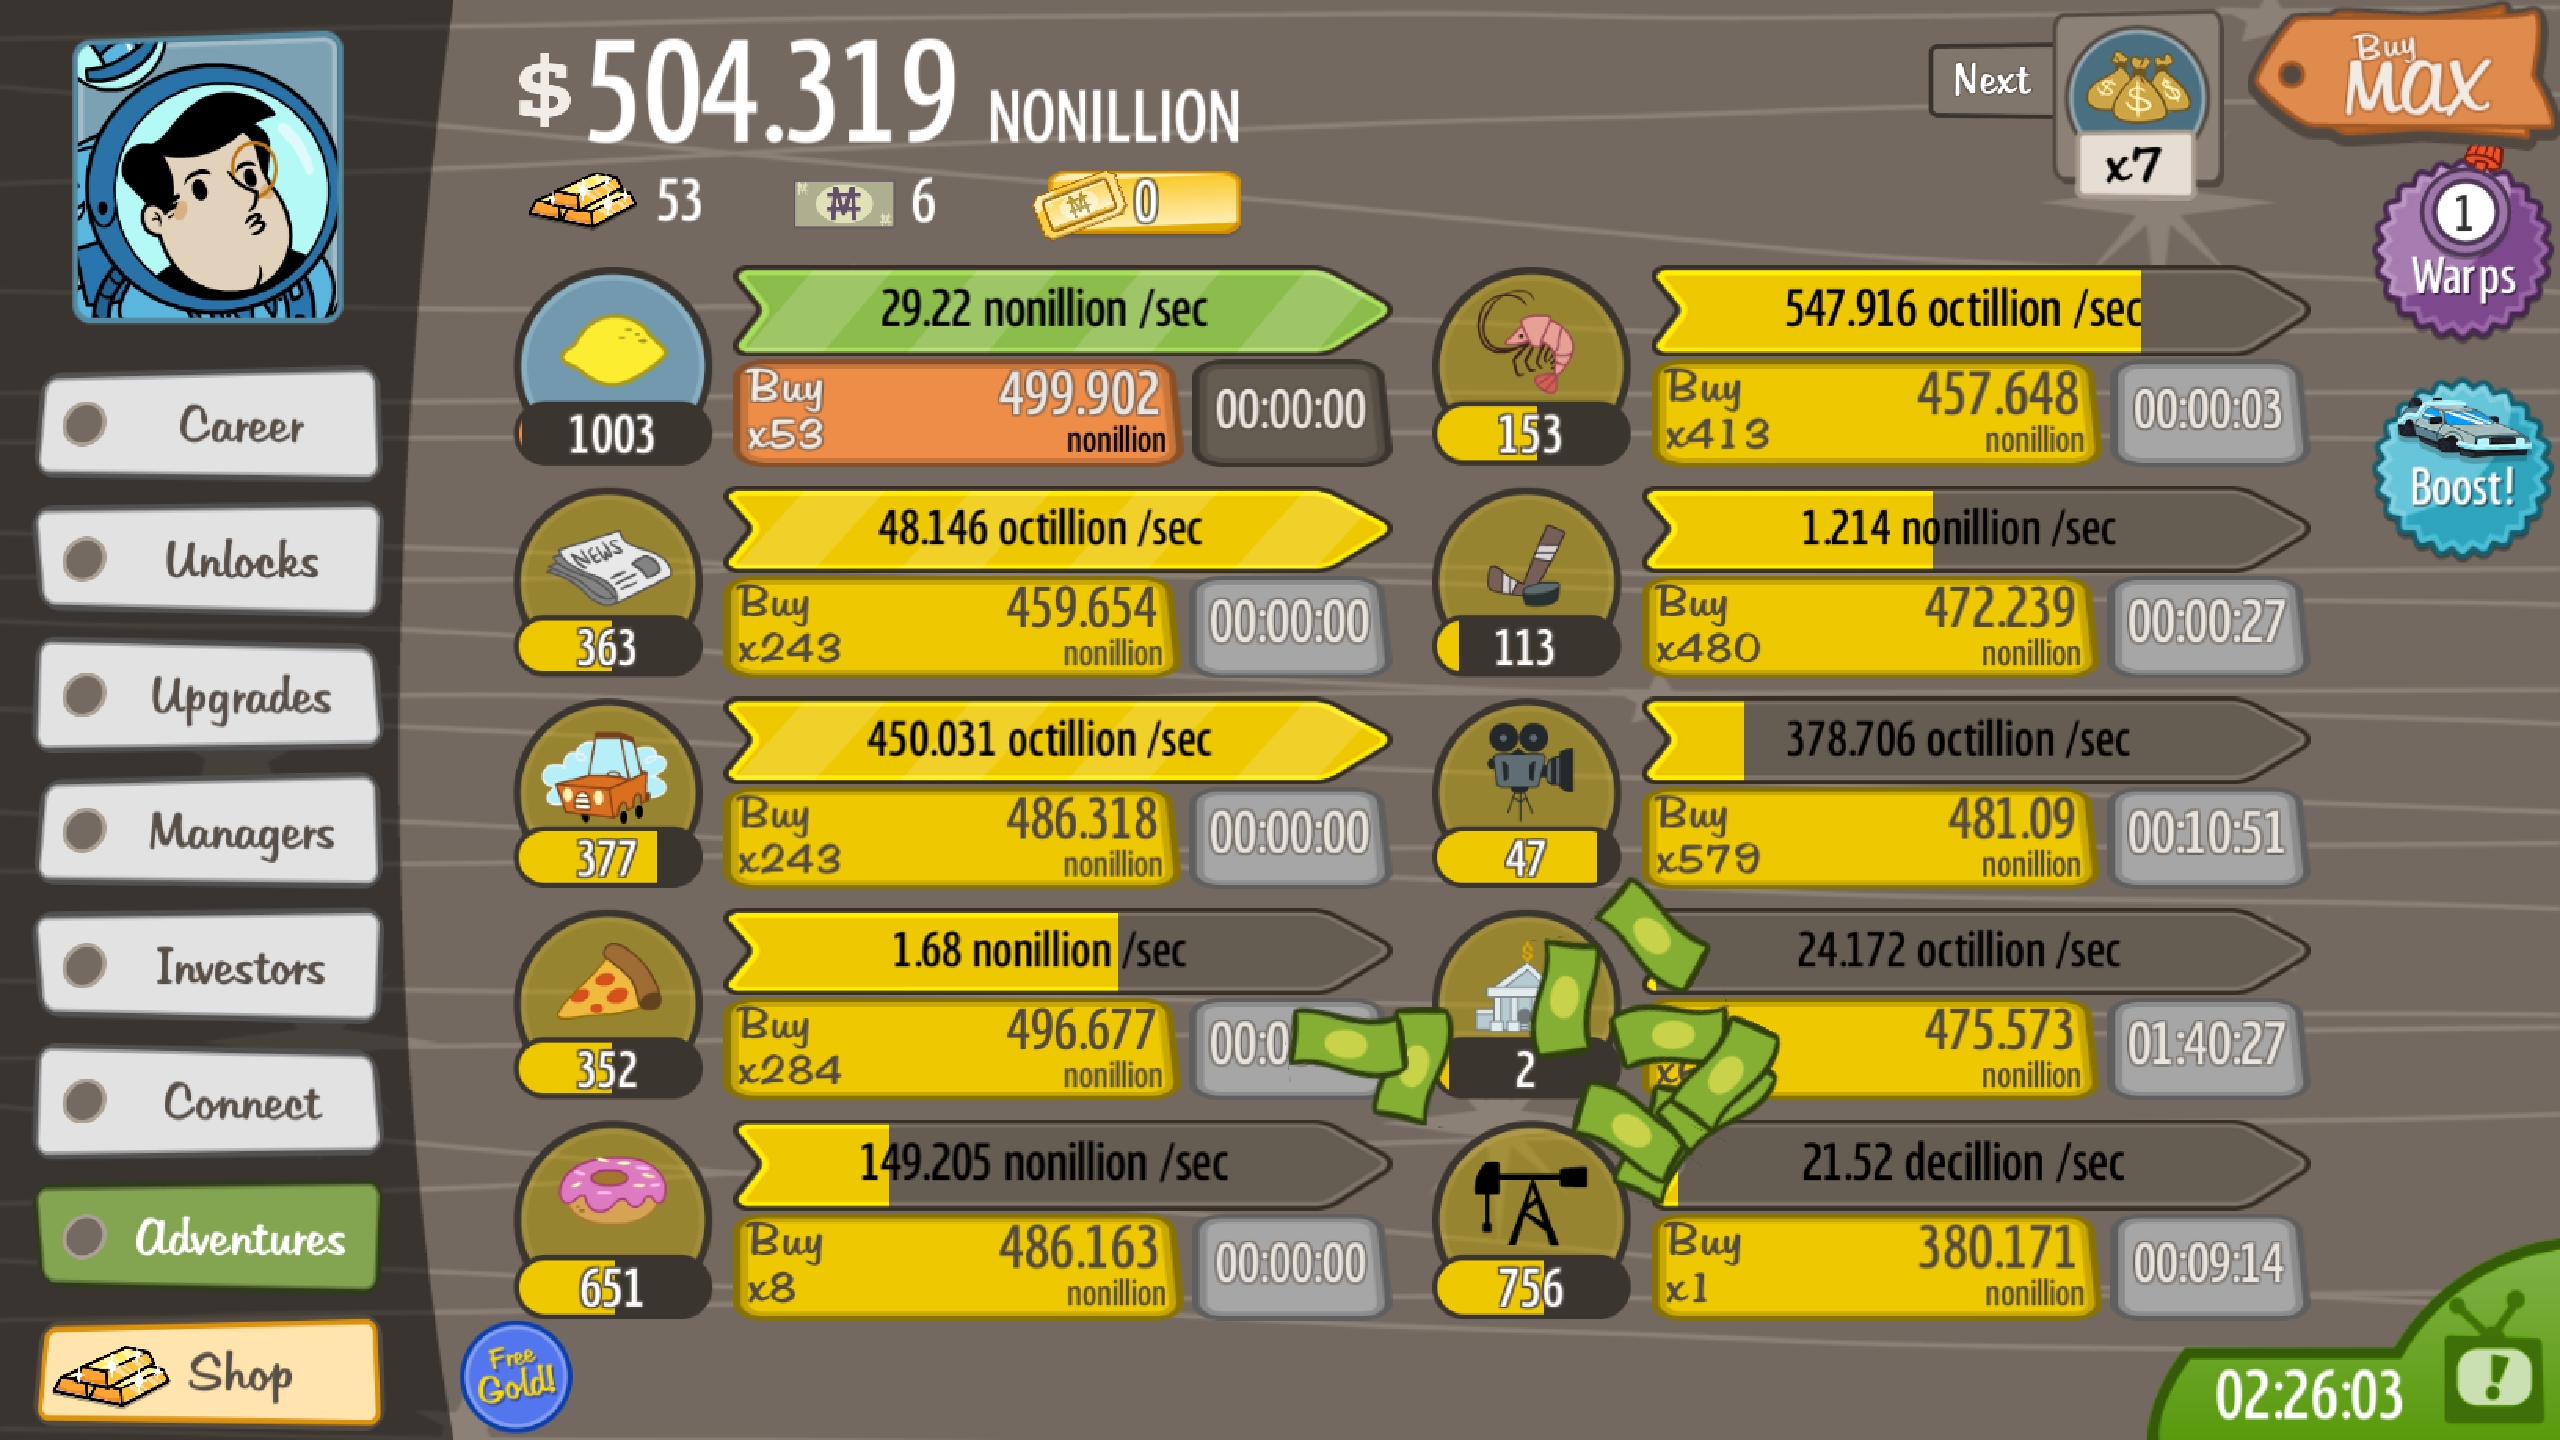 $504.319 NONILLION
Next
x7
Buy
MAX
53
6
0
1
Warps
Boost!
Career
Unlocks
Upgrades
Managers
Investors
Connect
Adventures
Shop
29.22 nonillion /sec
1003
Buy
x53
499.902
nonillion
00:00:00
547.916 octillion /sec
153
Buy
x413
457.648
nonillion
00:00:03
NEWS
48.146 octillion /sec
363
Buy
x243
459.654
nonillion
00:00:00
1.214 nonillion /sec
113
Buy
x480
472.239
nonillion
00:00:27
450.031 octillion /sec
377
Buy
x243
486.318
nonillion
00:00:00
378.706 octillion /sec
47
Buy
x579
481.09
nonillion
00:10:51
1.68 nonillion /sec
352
Buy
x284
496.677
nonillion
24.172 octillion /sec
2
475.573
nonillion
01:40:27
149.205 nonillion /sec
651
Buy
x8
486.163
nonillion
00:00:00
21.52 decillion /sec
756
Buy
x1
380.171
nonillion
00:09:14
Free
Gold!
02:26:03